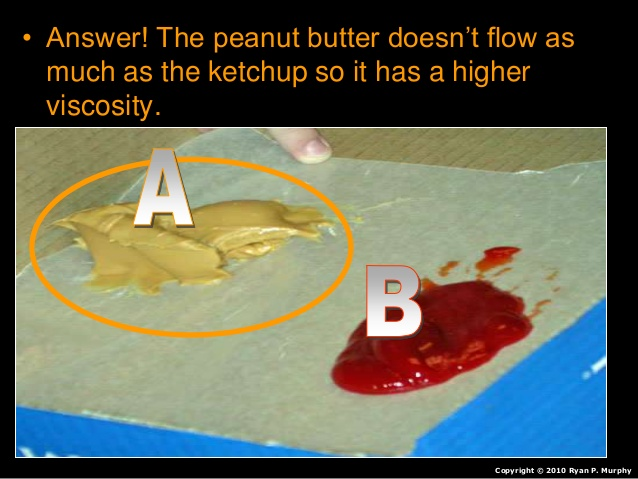 • Answer! The peanut butter doesn’t flow as
much as the ketchup so it has a higher
viscosity.
A
B
Copyright © 2010 Ryan P. Murphy